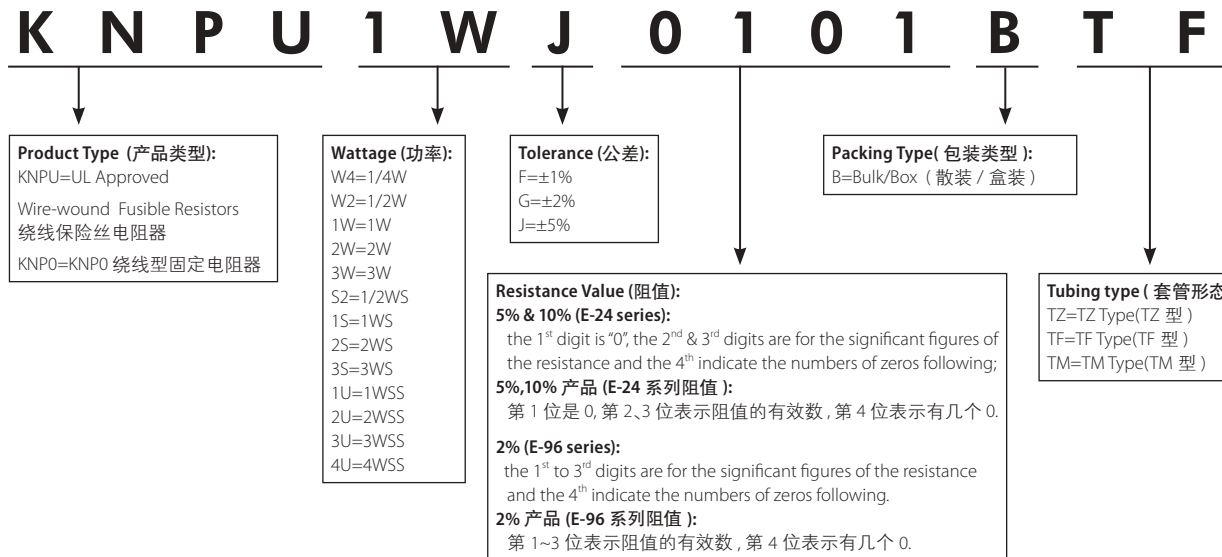 K N P U 1 W J 0 1 0 1 B T F
Product Type (产品类型):
KNPU=UL Approved
Wire-wound Fusible Resistors
绕线保险丝电阻器
KNP0=KNP0 绕线型固定电阻器
Wattage (功率):
W4=1/4W
W2=1/2W
1W=1W
2W=2W
3W=3W
S2=1/2WS
1S=1WS
2S=2WS
3S=3WS
1U=1WSS
2U=2WSS
3U=3WSS
4U=4WSS
Tolerance (公差):
F=±1%
G=±2%
J=±5%
Resistance Value (阻值):
5% & 10% (E-24 series):
the 1st digit is "0", the 2nd & 3rd digits are for the significant figures of
the resistance and the 4th indicate the numbers of zeros following;
5%,10% 产品 (E-24 系列阻值 ):
第 1 位是 0, 第 2、3 位表示阻值的有效数 , 第 4 位表示有几个 0.
2% (E-96 series):
the 1st to 3rd digits are for the significant figures of the resistance
and the 4th indicate the numbers of zeros following.
2% 产品 (E-96 系列阻值 ):
第 1~3 位表示阻值的有效数 , 第 4 位表示有几个 0.
Packing Type( 包装类型 ):
B=Bulk/Box ( 散装 / 盒装 )
Tubing type ( 套管形态
TZ=TZ Type(TZ 型 )
TF=TF Type(TF 型 )
TM=TM Type(TM 型 )